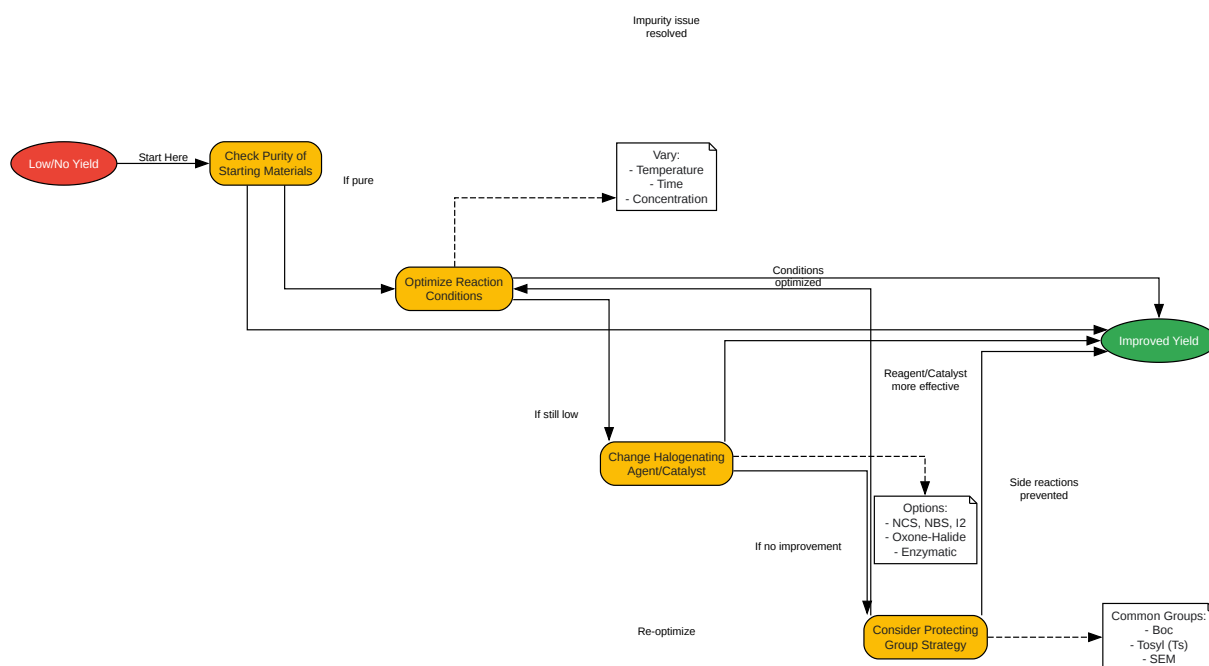 Impurity issue
resolved
Low/No Yield
Start Here
Check Purity of
Starting Materials
If pure
Vary:
- Temperature
- Time
- Concentration
Optimize Reaction
Conditions
Conditions
optimized
Improved Yield
Reagent/Catalyst
more effective
If still low
Change Halogenating
Agent/Catalyst
Side reactions
prevented
Options:
- NCS, NBS, I2
- Oxone-Halide
- Enzymatic
If no improvement
Re-optimize
Consider Protecting
Group Strategy
Common Groups:
- Boc
- Tosyl (Ts)
- SEM